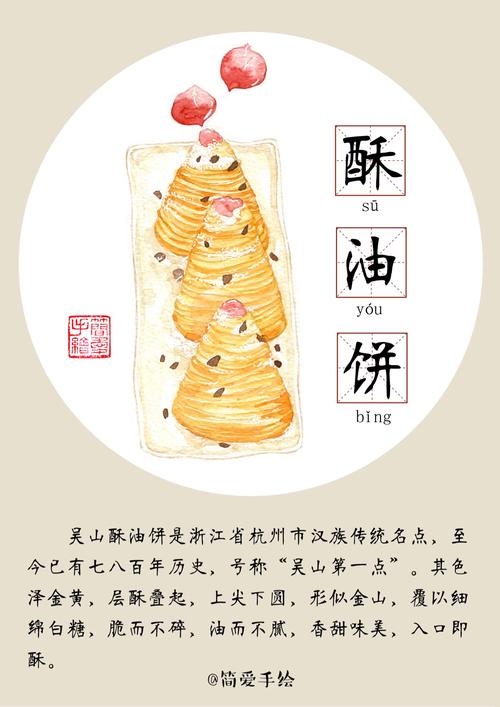 酥
sū
油
yóu
饼
bǐng
簡愛
手繪
吴山酥油饼是浙江省杭州市汉族传统名点，至
今已有七八百年历史，号称“吴山第一点”。其色
泽金黄，层酥叠起，上尖下圆，形似金山，覆以细
绵白糖，脆而不碎，油而不腻，香甜味美，入口即
酥。
@简爱手绘